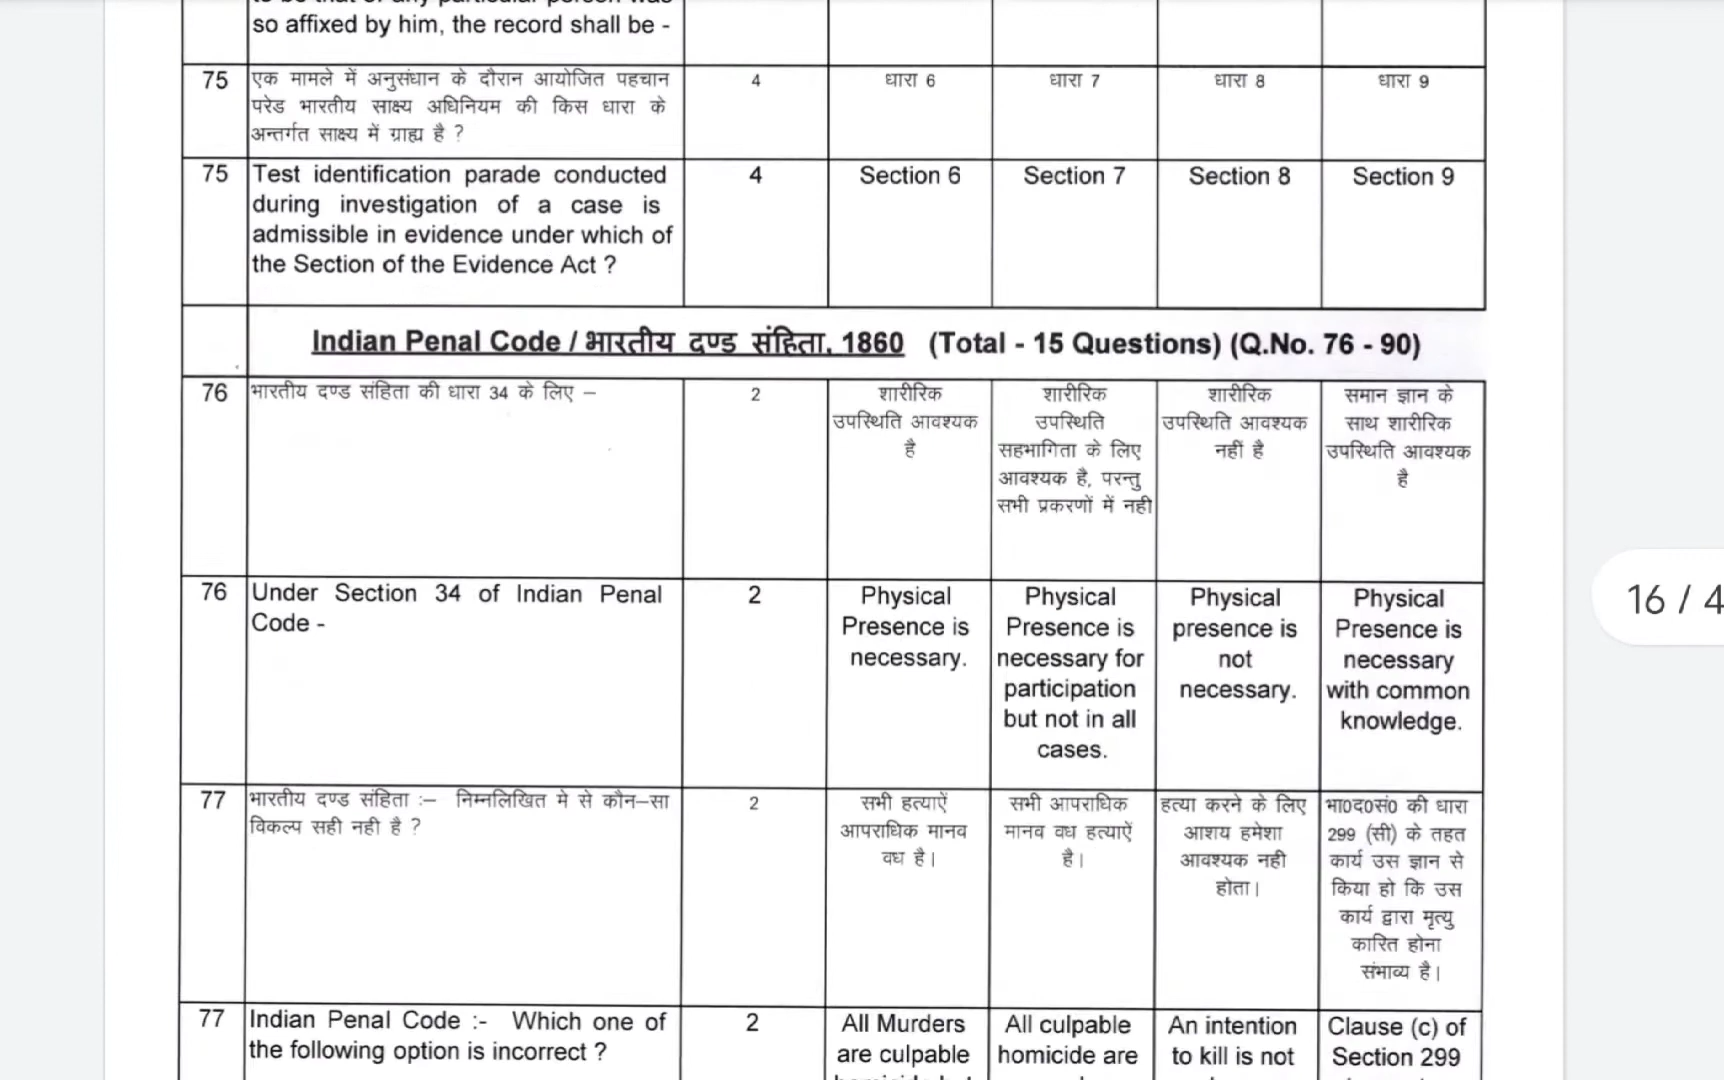 so affixed by him, the record shall be -
75
एक मामले में अनुसंधान के दौरान आयोजित पहचान
परेड भारतीय साक्ष्य अधिनियम की किस धारा के
अन्तर्गत साक्ष्य में ग्राह्य है ?
4
धारा 6
धारा 7
धारा 8
धारा 9
75
Test identification parade conducted
during investigation of a case is
admissible in evidence under which of
the Section of the Evidence Act ?
4
Section 6
Section 7
Section 8
Section 9
Indian Penal Code / भारतीय दण्ड संहिता, 1860 (Total - 15 Questions) (Q.No. 76 - 90)
76
भारतीय दण्ड संहिता की धारा 34 के लिए –
2
शारीरिक
उपस्थिति आवश्यक
है
शारीरिक
उपस्थिति
सहभागिता के लिए
आवश्यक है, परन्तु
सभी प्रकरणों में नही
शारीरिक
उपस्थिति आवश्यक
नहीं है
समान ज्ञान के
साथ शारीरिक
उपस्थिति आवश्यक
है
76
Under Section 34 of Indian Penal
Code -
2
Physical
Presence is
necessary.
Physical
Presence is
necessary for
participation
but not in all
cases.
Physical
presence is
not
necessary.
Physical
Presence is
necessary
with common
knowledge.
16 / 4
77
भारतीय दण्ड संहिता :– निम्नलिखित मे से कौन–सा
विकल्प सही नही है ?
2
सभी हत्याऐं
आपराधिक मानव
वध है।
सभी आपराधिक
मानव वध हत्याऐं
है।
हत्या करने के लिए
आशय हमेशा
आवश्यक नही
होता।
भा0द0सं0 की धारा
299 (सी) के तहत
कार्य उस ज्ञान से
किया हो कि उस
कार्य द्वारा मृत्यु
कारित होना
संभाव्य है।
77
Indian Penal Code :- Which one of
the following option is incorrect ?
2
All Murders
are culpable
All culpable
homicide are
An intention
to kill is not
Clause (c) of
Section 299